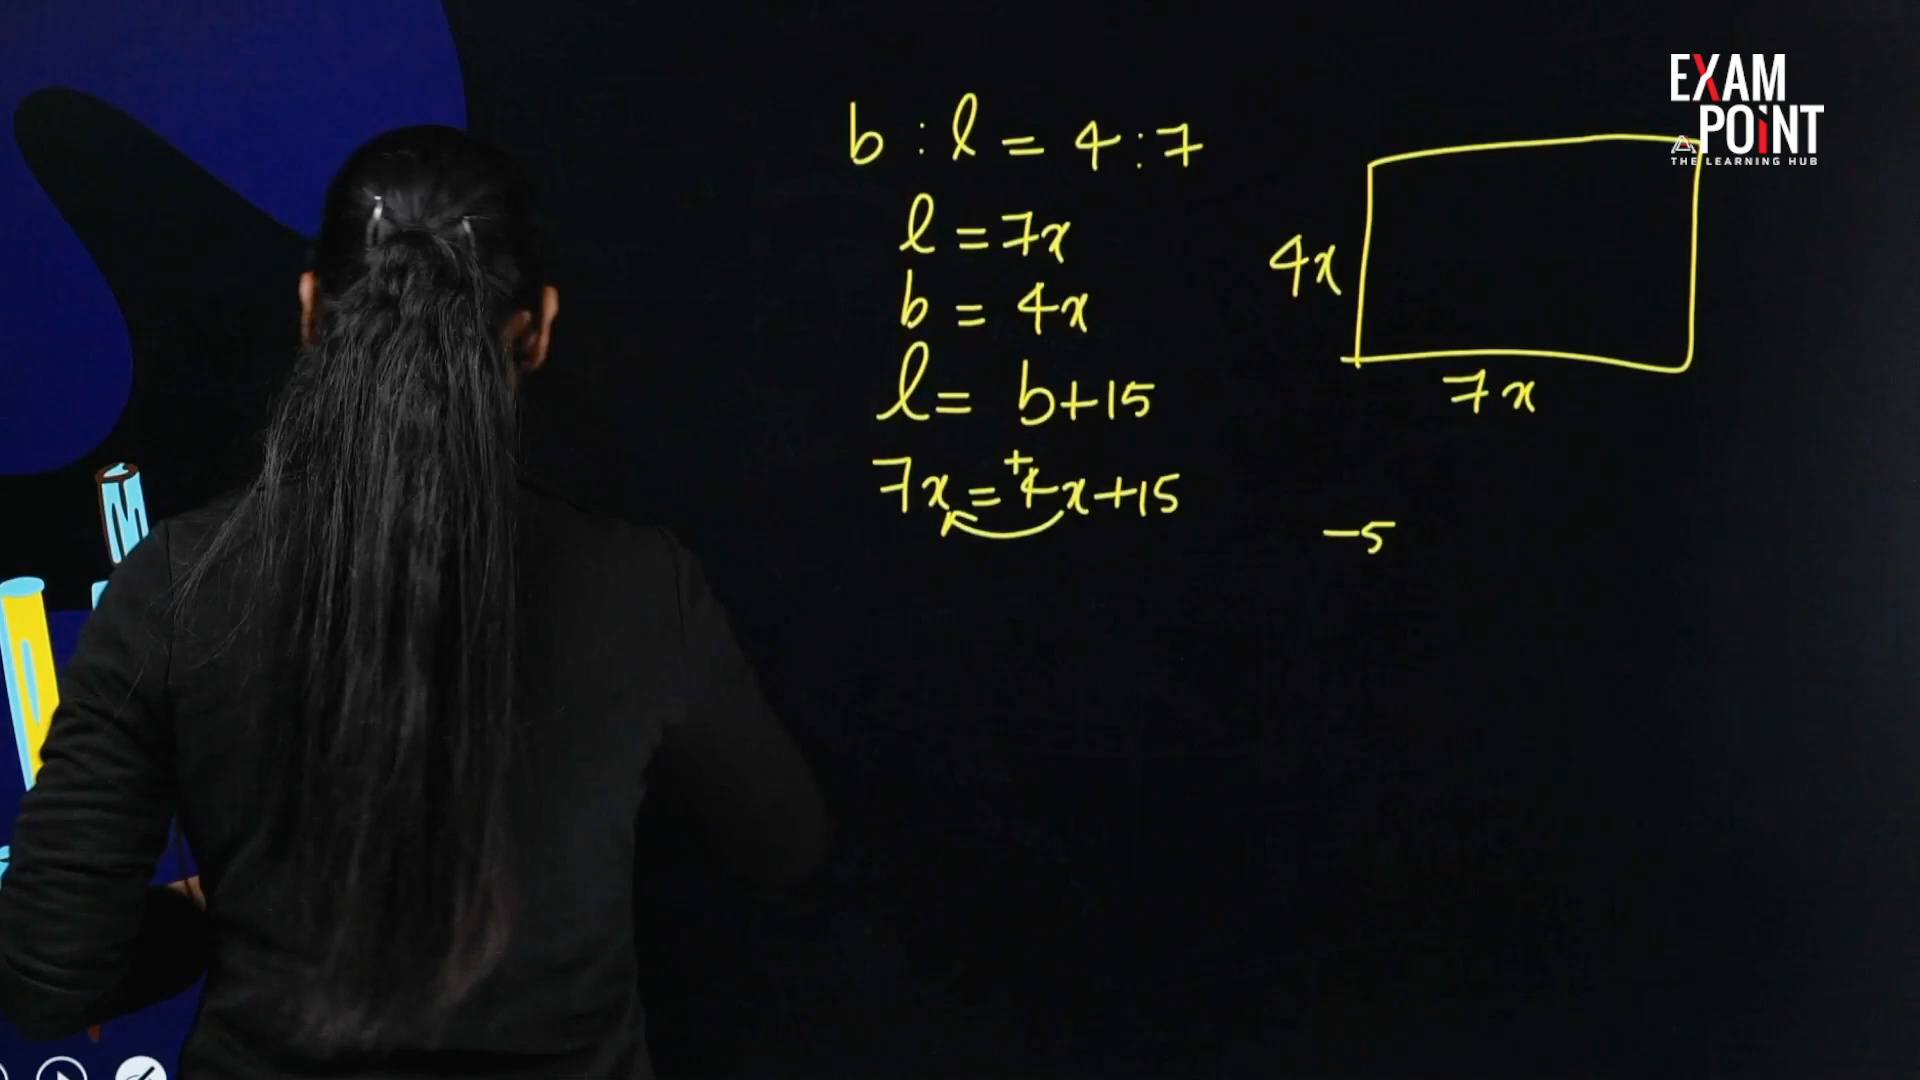 b : l = 4 : 7
l = 7x
b = 4x
l = b+15
7x = +4x+15
4x
7x
-5
EXAM
POINT
THE LEARNING HUB